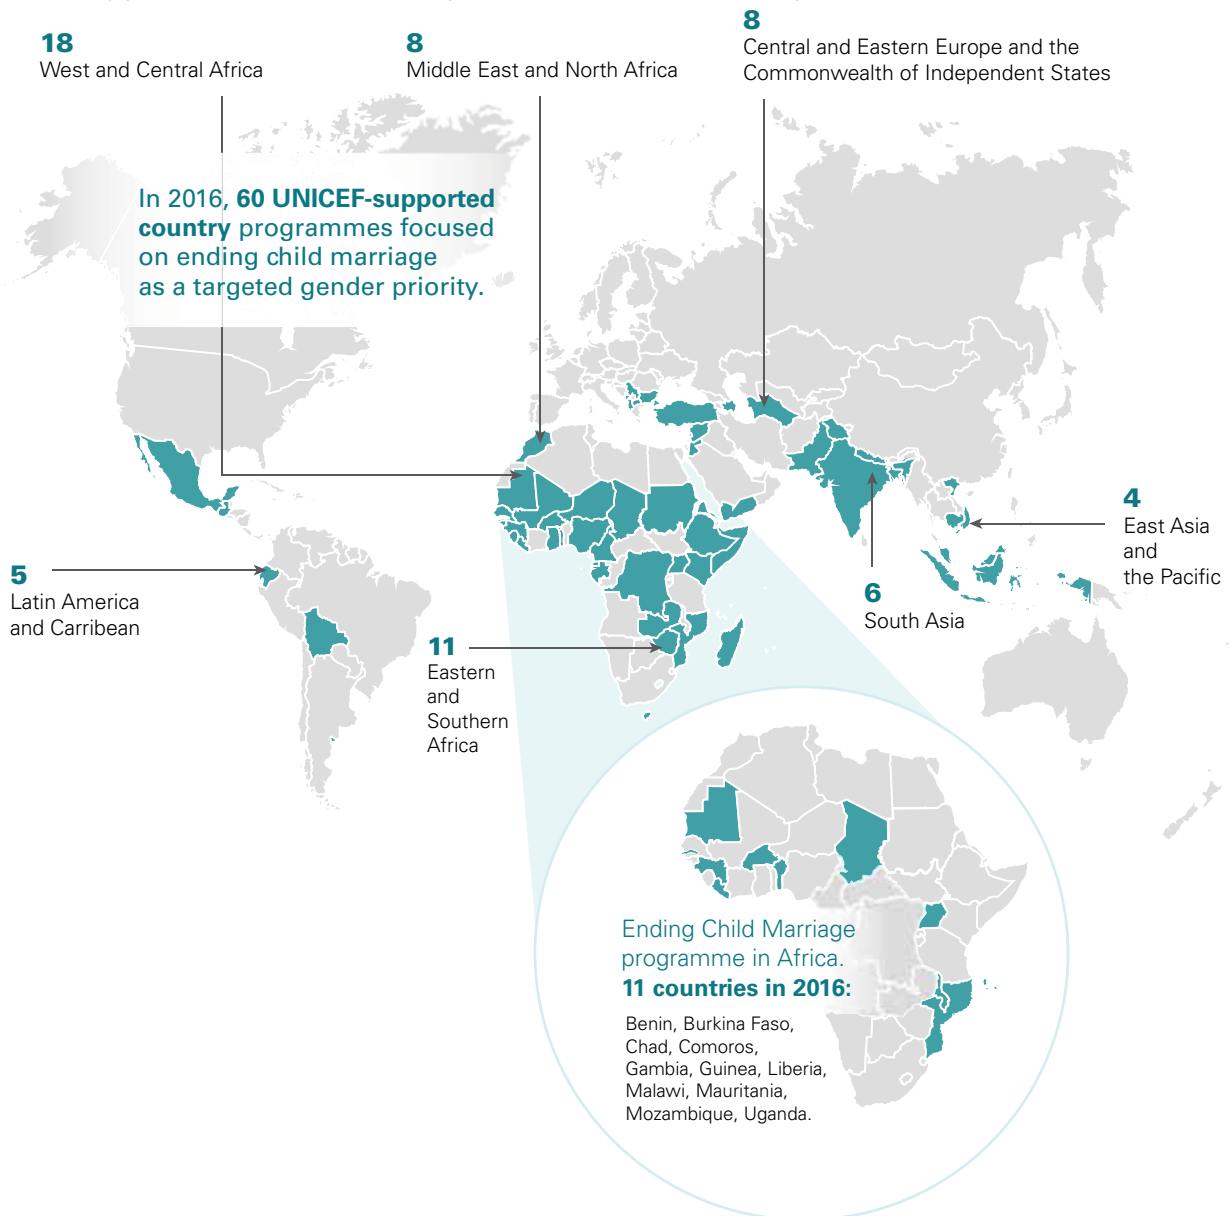 18
West and Central Africa
8
Middle East and North Africa
8
Central and Eastern Europe and the
Commonwealth of Independent States
In 2016, 60 UNICEF-supported
country programmes focused
on ending child marriage
as a targeted gender priority.
4
East Asia
and
the Pacific
5
Latin America
and Carribean
6
South Asia
11
Eastern
and
Southern
Africa
Ending Child Marriage
programme in Africa.
11 countries in 2016:
Benin, Burkina Faso,
Chad, Comoros,
Gambia, Guinea, Liberia,
Malawi, Mauritania,
Mozambique, Uganda.